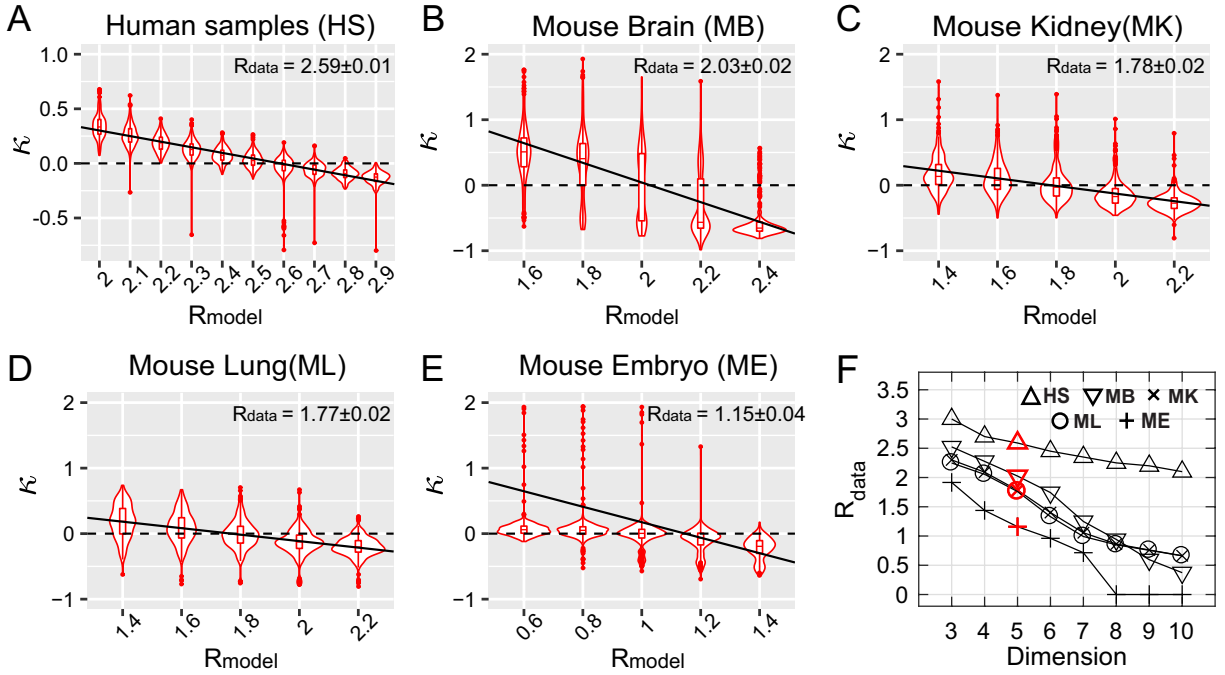 A
Human samples (HS)
Rdata = 2.59±0.01
1.0
0.5
0.0
−0.5
κ
2
2.1
2.2
2.3
2.4
2.5
2.6
2.7
2.8
2.9
Rmodel
B
Mouse Brain (MB)
Rdata = 2.03±0.02
2
1
0
−1
κ
1.6
1.8
2
2.2
2.4
Rmodel
C
Mouse Kidney(MK)
Rdata = 1.78±0.02
2
1
0
−1
κ
1.4
1.6
1.8
2
2.2
Rmodel
D
Mouse Lung(ML)
Rdata = 1.77±0.02
2
1
0
−1
κ
1.4
1.6
1.8
2
2.2
Rmodel
E
Mouse Embryo (ME)
Rdata = 1.15±0.04
2
1
0
−1
κ
0.6
0.8
1
1.2
1.4
Rmodel
F
HS MB MK
ML ME
3.5
3
2.5
2
1.5
1
0.5
0
Rdata
3 4 5 6 7 8 9 10
Dimension